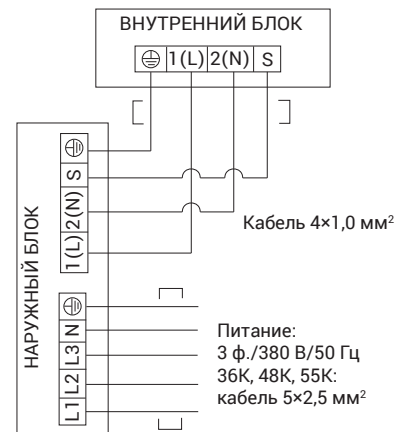 ВНУТРЕННИЙ БЛОК
1(L) 2(N) S
НАРУЖНЫЙ БЛОК
S
2(N)
1(L)
N
L3
L2
L1
Кабель 4×1,0 мм²
Питание:
3 ф./380 В/50 Гц
36K, 48K, 55K:
кабель 5×2,5 мм²